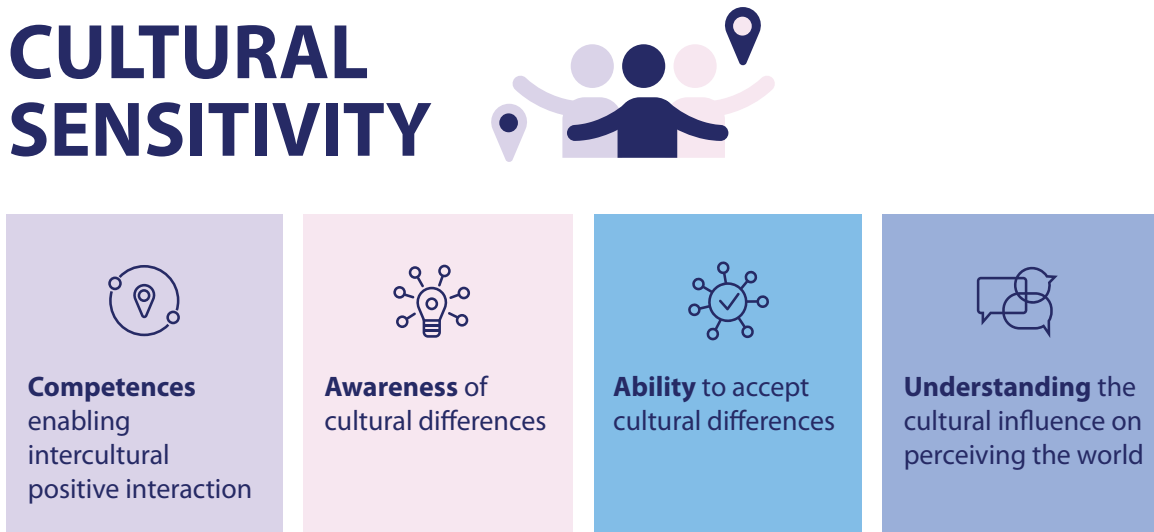 CULTURAL
SENSITIVITY
Competences
enabling
intercultural
positive interaction
Awareness of
cultural differences
Ability to accept
cultural differences
Understanding the
cultural influence on
perceiving the world